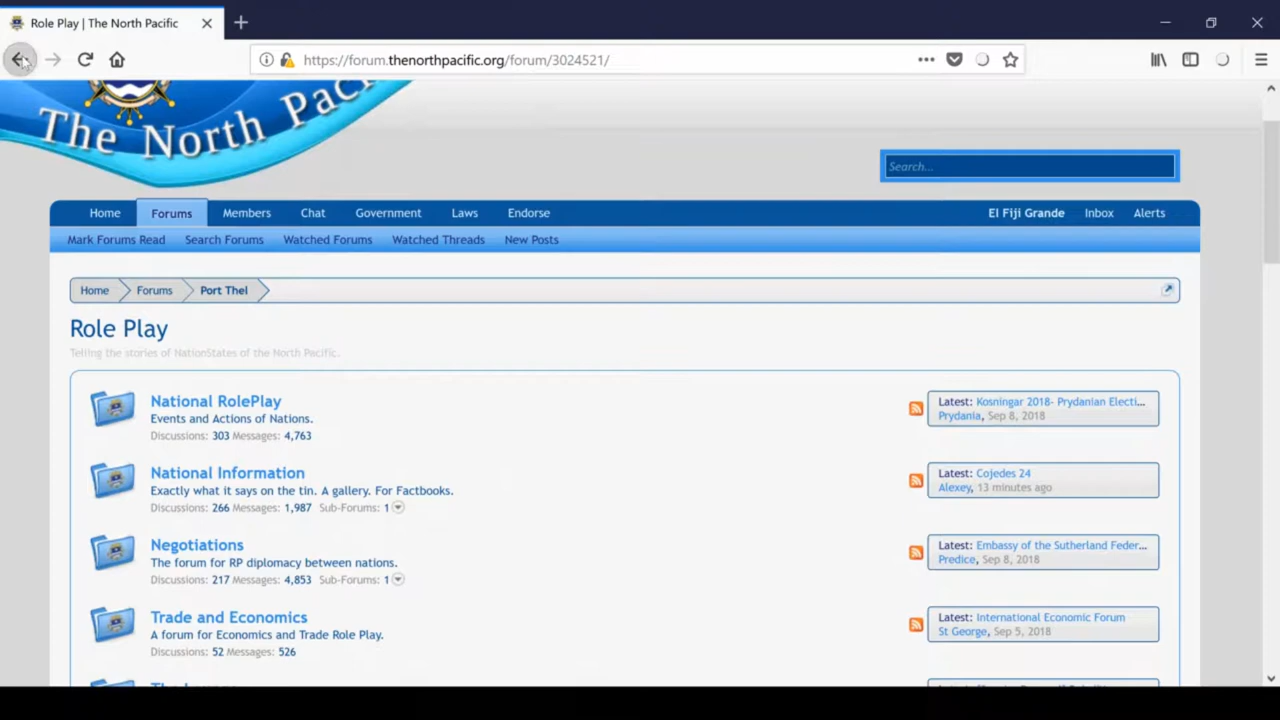 Role Play | The North Pacific
https://forum.thenorthpacific.org/forum/3024521/
The North Pac
Search...
Home Forums Members Chat Government Laws Endorse El Fiji Grande Inbox Alerts
Mark Forums Read Search Forums Watched Forums Watched Threads New Posts
Home Forums Port Thel
Role Play
Telling the stories of NationStates of the North Pacific.
National RolePlay
Events and Actions of Nations.
Discussions: 303 Messages: 4,763
Latest: Kosningar 2018- Prydanian Electi...
Prydania, Sep 8, 2018
National Information
Exactly what it says on the tin. A gallery. For Factbooks.
Discussions: 266 Messages: 1,987 Sub-Forums: 1
Latest: Cojedes 24
Alexey, 13 minutes ago
Negotiations
The forum for RP diplomacy between nations.
Discussions: 217 Messages: 4,853 Sub-Forums: 1
Latest: Embassy of the Sutherland Feder...
Predice, Sep 8, 2018
Trade and Economics
A forum for Economics and Trade Role Play.
Discussions: 52 Messages: 526
Latest: International Economic Forum
St George, Sep 5, 2018